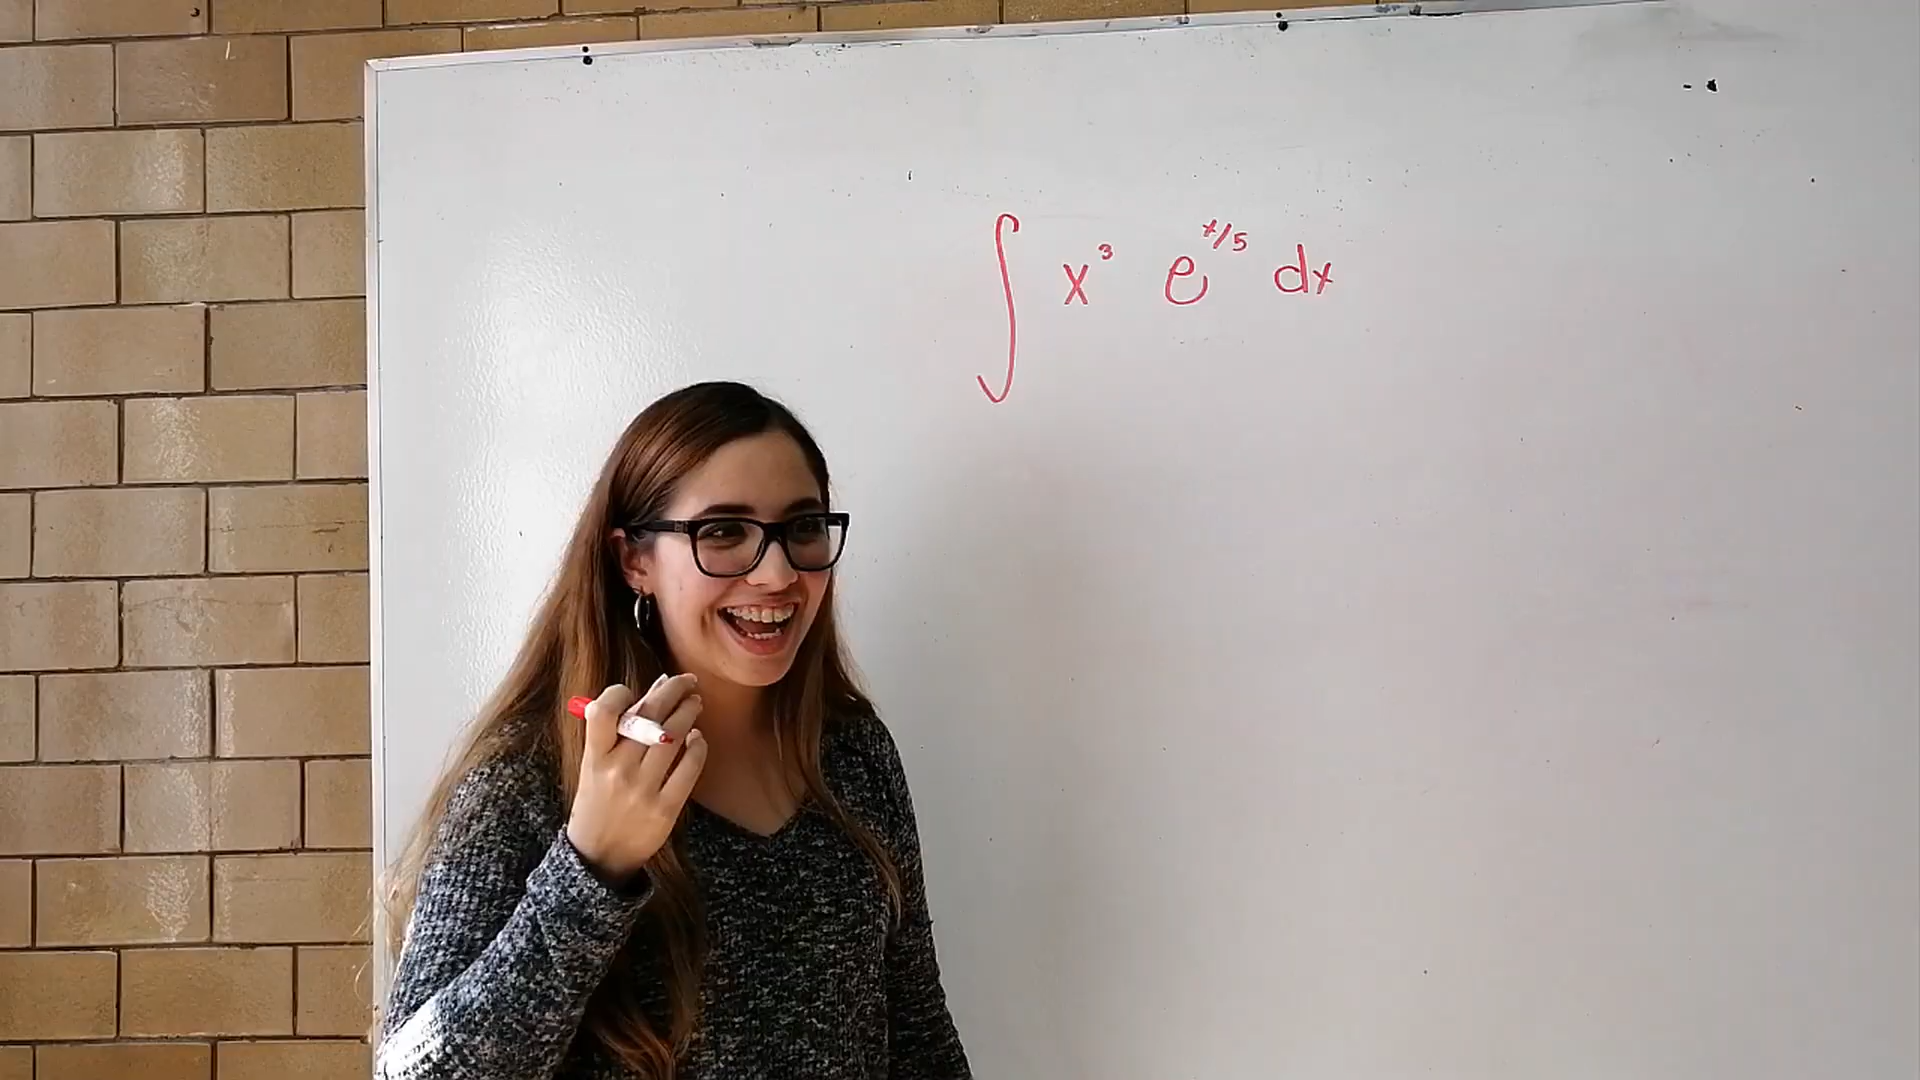 ∫ x³ e^{x/5} dx